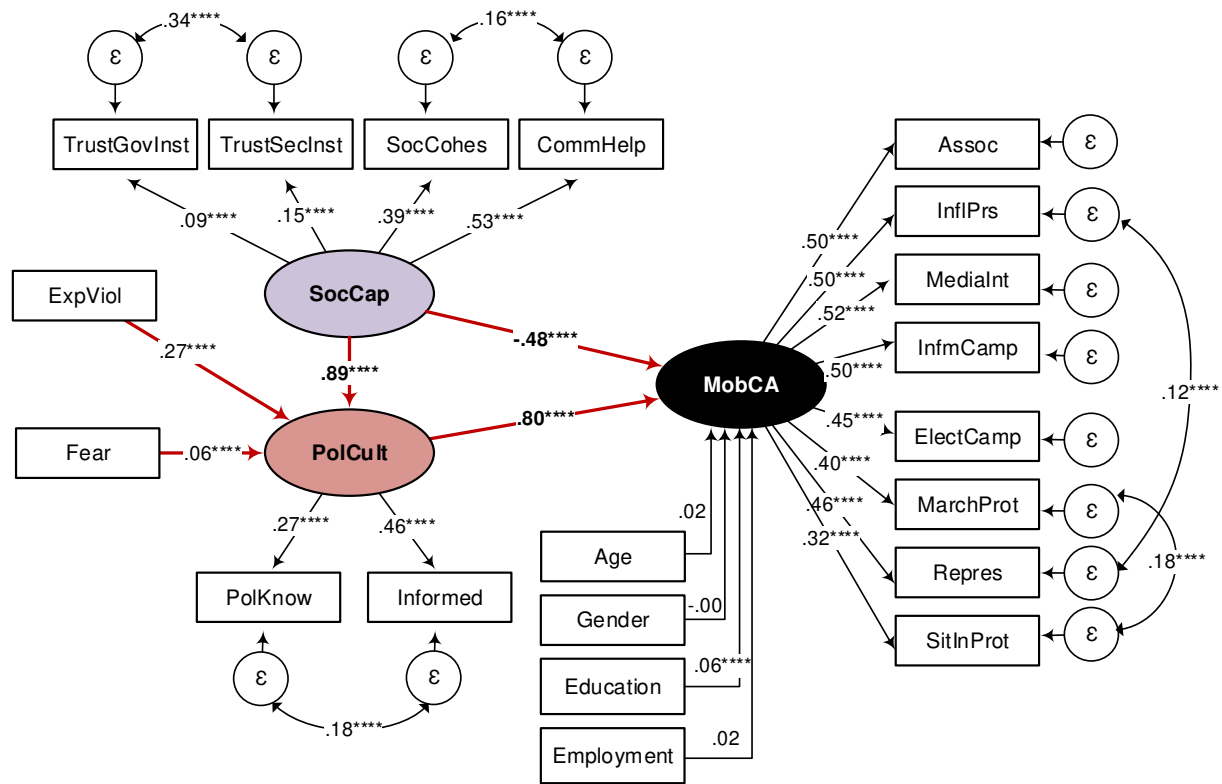 .34****
.16****
ε
ε
ε
ε
TrustGovInst
TrustSecInst
SocCohes
CommHelp
.09****
.15****
.39****
.53****
ExpViol
SocCap
.27****
-.48****
.89****
Fear
.06****
PolCult
.80****
MobCA
.27****
.46****
PolKnow
Informed
ε
ε
.18****
Age
.02
Gender
-.00
Education
.06****
Employment
.02
.50****
.50****
.52****
.50****
.45****
.40****
.46****
.32****
Assoc
ε
InflPrs
ε
MediaInt
ε
InfmCamp
ε
ElectCamp
ε
MarchProt
ε
Repres
ε
SitInProt
ε
.12****
.18****